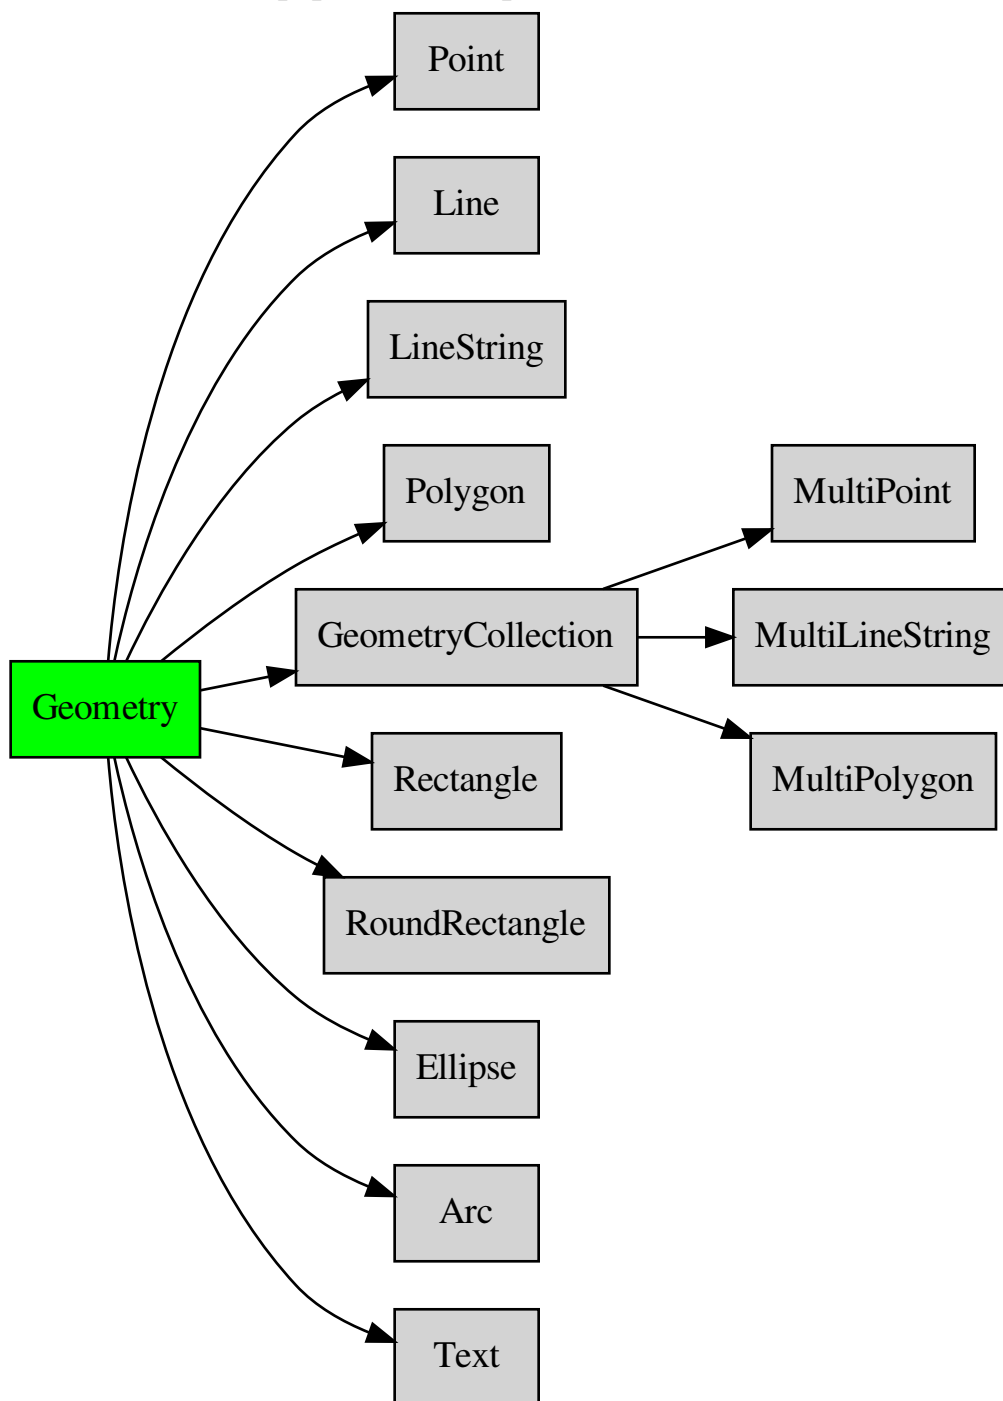 Point
Line
LineString
Polygon
MultiPoint
GeometryCollection
MultiLineString
Geometry
Rectangle
MultiPolygon
RoundRectangle
Ellipse
Arc
Text